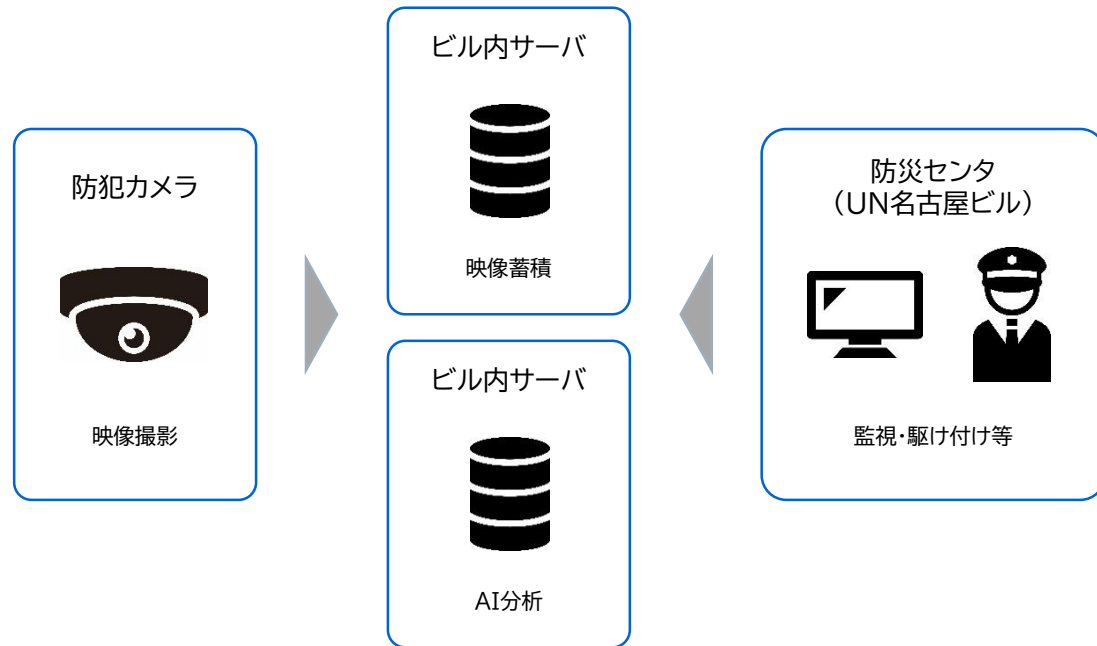 防犯カメラ
映像撮影
ビル内サーバ
映像蓄積
ビル内サーバ
AI分析
防災センタ
（UN名古屋ビル）
監視・駆け付け等